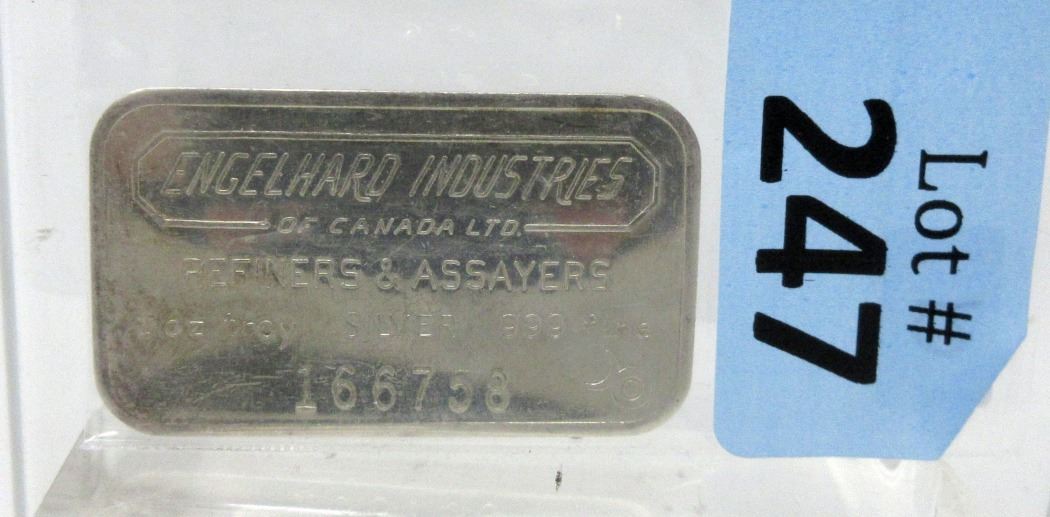 ENGELHARD INDUSTRIES
OF CANADA LTD.
REFINERS & ASSAYERS
1 oz troy SILVER 999 fine
166758
Lot #
247